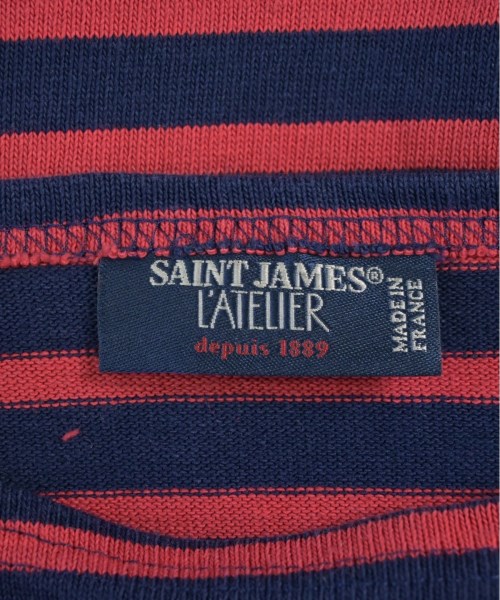 SAINT JAMES®
L'ATELIER
depuis 1889
MADE IN
FRANCE